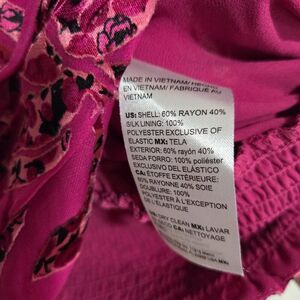 MADE IN VIETNAM/
EN VIETNAM/ FABRIQUÉ AU
VIETNAM
US: SHELL: 60% RAYON 40%
SILK LINING: 100%
POLYESTER EXCLUSIVE OF
ELASTIC MX: TELA
EXTERIOR: 60% rayón 40%
SEDA FORRO: 100% poliéster
EXCLUSIVO DEL ELÁSTICO
CA: ÉTOFFE EXTÉRIEURE:
60% RAYONNE 40% SOIE
DOUBLURE: 100%
POLYESTER À L'EXCEPTION
DE L'ÉLASTIQUE
DRY CLEAN MX: LAVAR
SECO CA: NETTOYAGE